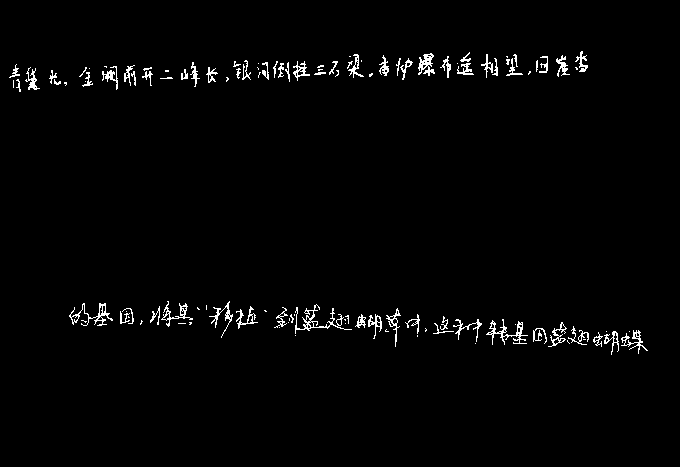 青黛光,金阙前开二峰长,银河倒挂三石梁。香炉瀑布遥相望,回崖沓
的基因,将其“移植”到蓝翅蝴草中,这种转基因蓝翅蝴蝶